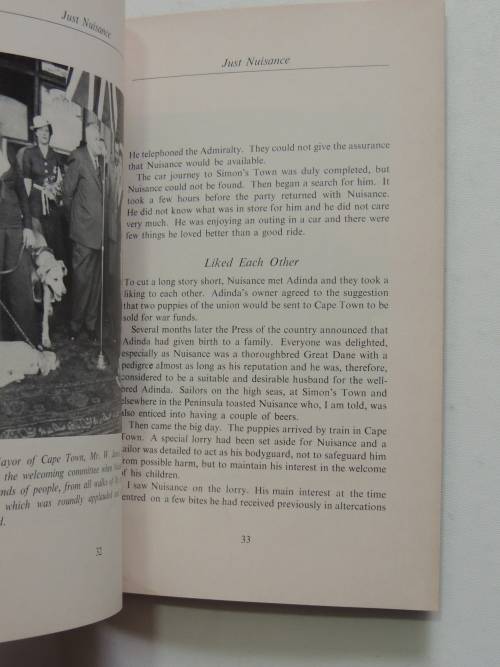 Just Nuisance
ayor of Cape Town, Mr. W.
the welcoming committee when
nds of people, from all walks of
which was roundly applauded
d.
32
Just Nuisance
He telephoned the Admiralty. They could not give the assurance
that Nuisance would be available.
The car journey to Simon's Town was duly completed, but
Nuisance could not be found. Then began a search for him. It
took a few hours before the party returned with Nuisance.
He did not know what was in store for him and he did not care
very much. He was enjoying an outing in a car and there were
few things he loved better than a good ride.
Liked Each Other
To cut a long story short, Nuisance met Adinda and they took a
liking to each other. Adinda's owner agreed to the suggestion
that two puppies of the union would be sent to Cape Town to be
sold for war funds.
Several months later the Press of the country announced that
Adinda had given birth to a family. Everyone was delighted,
especially as Nuisance was a thoroughbred Great Dane with a
pedigree almost as long as his reputation and he was, therefore,
considered to be a suitable and desirable husband for the well-
bred Adinda. Sailors on the high seas, at Simon's Town and
elsewhere in the Peninsula toasted Nuisance who, I am told, was
also enticed into having a couple of beers.
Then came the big day. The puppies arrived by train in Cape
Town. A special lorry had been set aside for Nuisance and a
sailor was detailed to act as his bodyguard, not to safeguard him
from possible harm, but to maintain his interest in the welcome
of his children.
I saw Nuisance on the lorry. His main interest at the time
entred on a few bites he had received previously in altercations
33